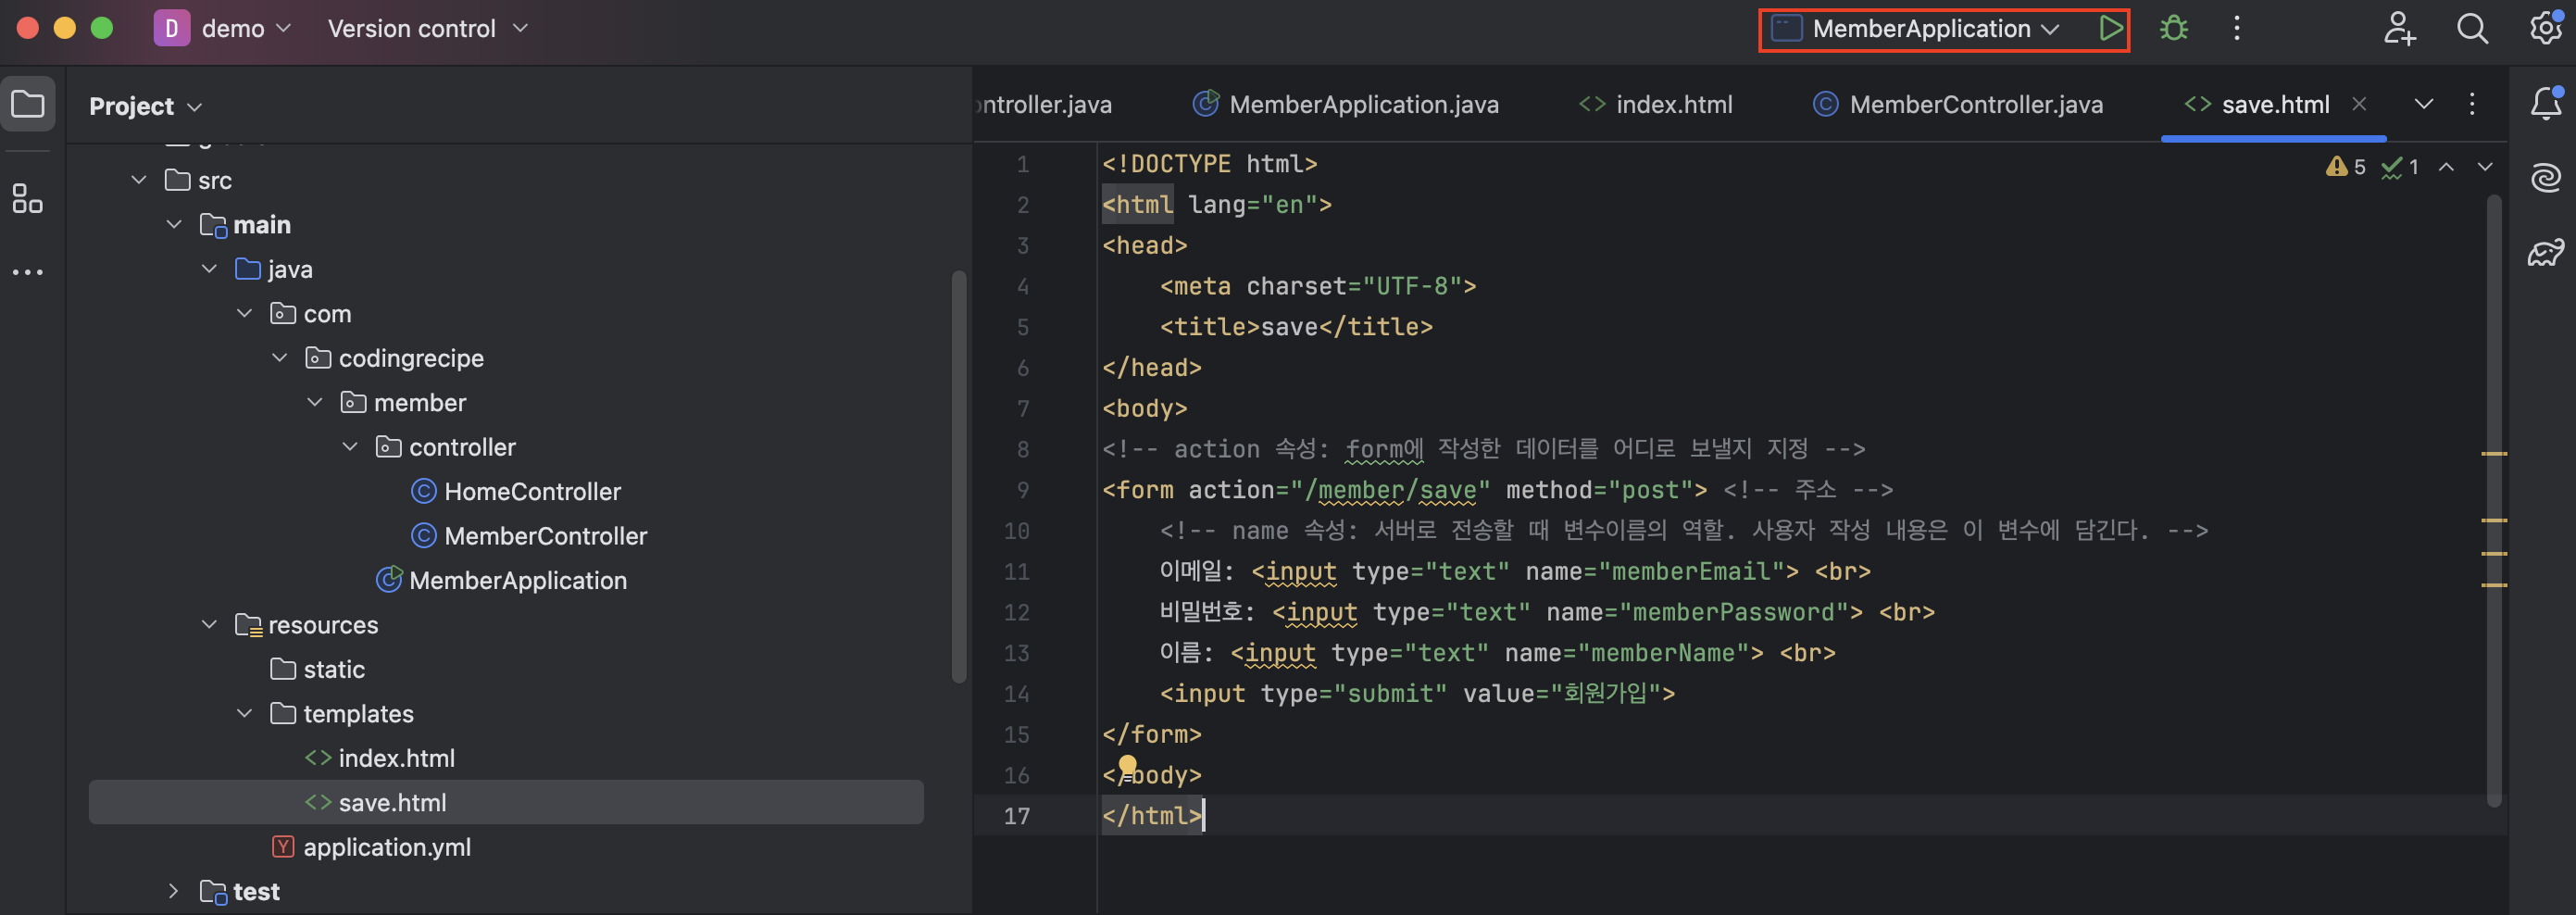 D demo Version control MemberApplication
Project
src
main
java
com
codingrecipe
member
controller
HomeController
MemberController
MemberApplication
resources
static
templates
index.html
save.html
application.yml
test
ontroller.java MemberApplication.java index.html MemberController.java save.html
5 1
1 <!DOCTYPE html>
2 <html lang="en">
3 <head>
4     <meta charset="UTF-8">
5     <title>save</title>
6 </head>
7 <body>
8 <!-- action 속성: form에 작성한 데이터를 어디로 보낼지 지정 -->
9 <form action="/member/save" method="post"> <!-- 주소 -->
10     <!-- name 속성: 서버로 전송할 때 변수이름의 역할. 사용자 작성 내용은 이 변수에 담긴다. -->
11     이메일: <input type="text" name="memberEmail"> <br>
12     비밀번호: <input type="text" name="memberPassword"> <br>
13     이름: <input type="text" name="memberName"> <br>
14     <input type="submit" value="회원가입">
15 </form>
16 </body>
17 </html>